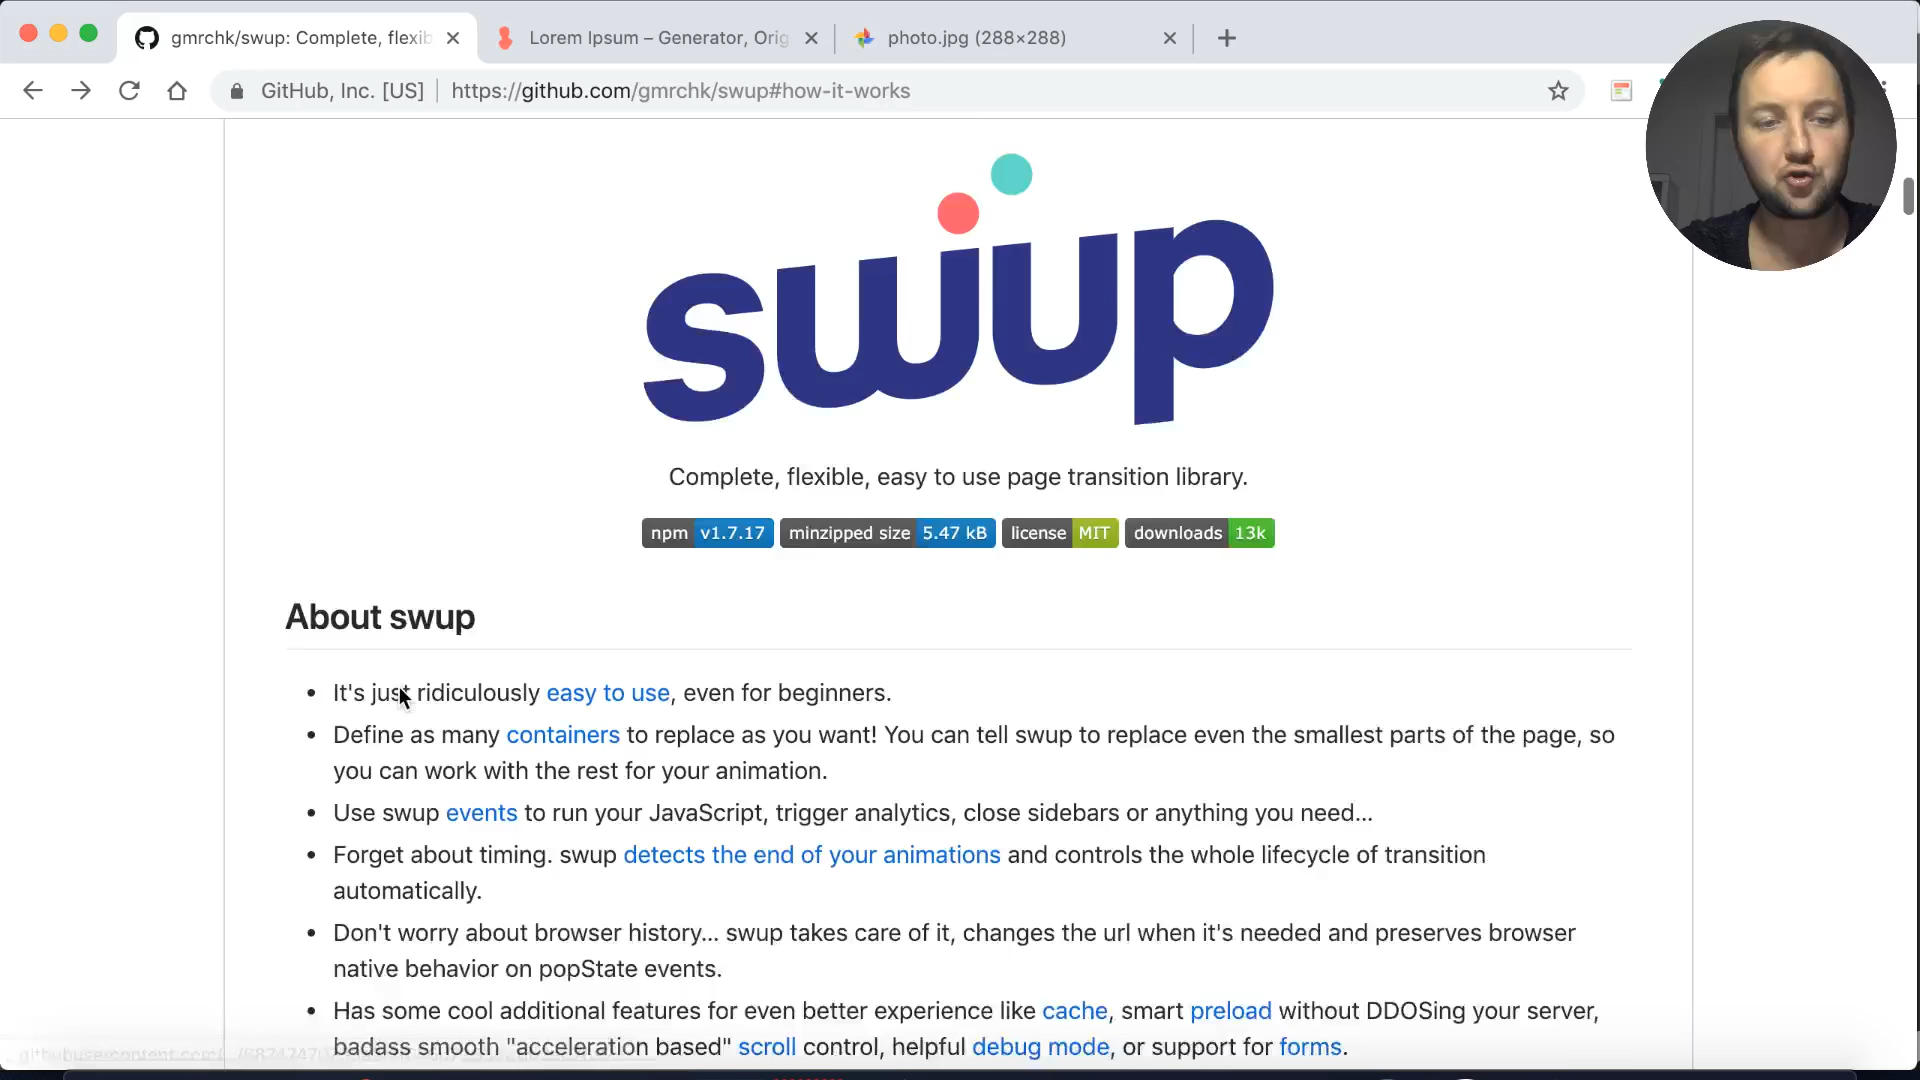 gmrchk/swup: Complete, flexib
Lorem Ipsum – Generator, Orig
photo.jpg (288×288)
GitHub, Inc. [US]
https://github.com/gmrchk/swup#how-it-works
swup
Complete, flexible, easy to use page transition library.
npm v1.7.17 minzipped size 5.47 kB license MIT downloads 13k
About swup
It's just ridiculously easy to use, even for beginners.
Define as many containers to replace as you want! You can tell swup to replace even the smallest parts of the page, so
you can work with the rest for your animation.
Use swup events to run your JavaScript, trigger analytics, close sidebars or anything you need...
Forget about timing. swup detects the end of your animations and controls the whole lifecycle of transition
automatically.
Don't worry about browser history... swup takes care of it, changes the url when it's needed and preserves browser
native behavior on popState events.
Has some cool additional features for even better experience like cache, smart preload without DDOSing your server,
badass smooth "acceleration based" scroll control, helpful debug mode, or support for forms.